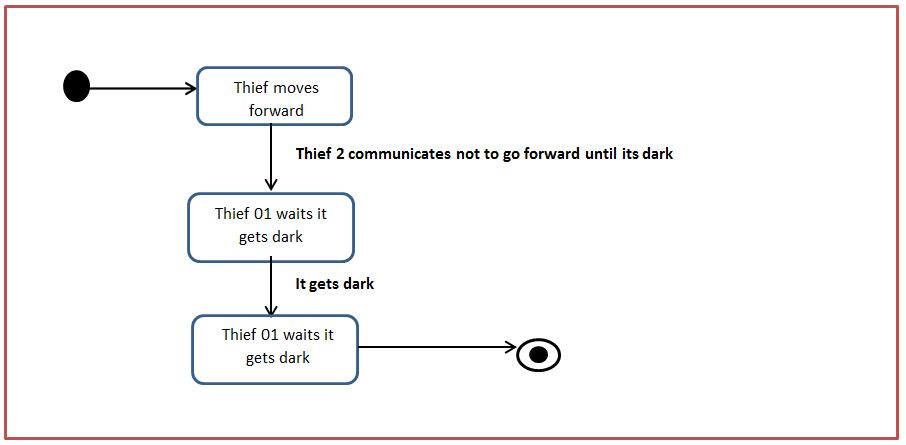 Thief moves
forward
Thief 2 communicates not to go forward until its dark
Thief 01 waits it
gets dark
It gets dark
Thief 01 waits it
gets dark